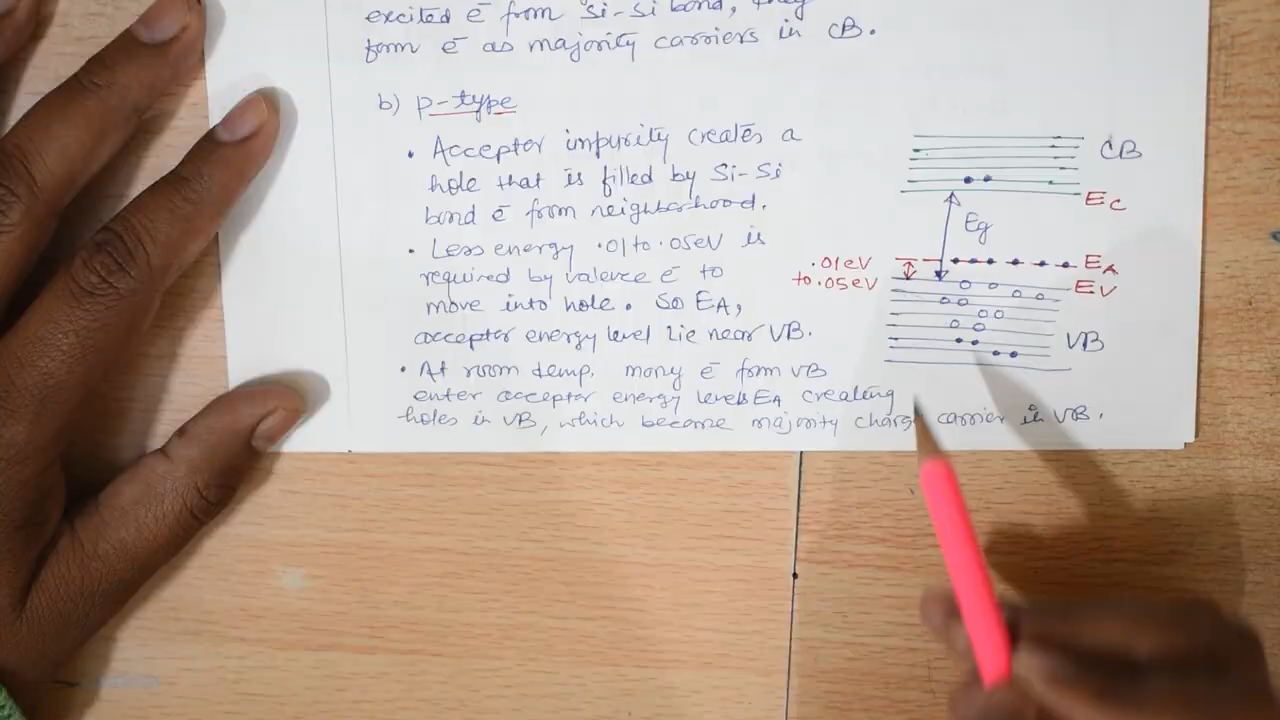 excited ē from Si-Si bond, they
form ē as majority carriers in CB.
b) p-type
• Acceptor impurity creates a
hole that is filled by Si-Si
bond ē from neighborhood.
• Less energy .01 to .05eV is
required by valence ē to
move into hole. So EA,
acceptor energy level lie near VB.
• At room temp. many ē from VB
enter acceptor energy levels EA creating
holes in VB, which become majority charge carrier in VB.
CB
EC
Eg
.01eV
to .05eV
EA
EV
VB